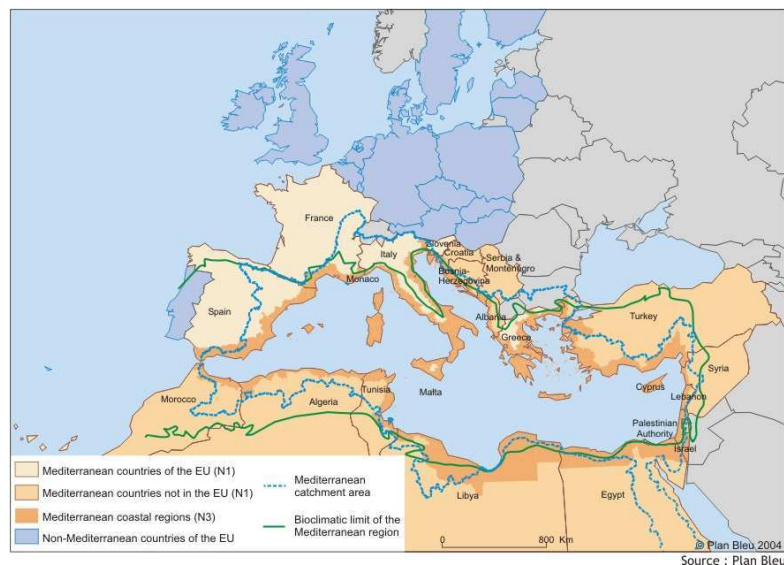 France
Slovenia
Croatia
Italy
Serbia &
Montenegro
Bosnia-
Herzegovina
Monaco
Spain
Albania
Turkey
Greece
Syria
Cyprus
Lebanon
Tunisia
Malta
Morocco
Algeria
Palestinian
Authority
Israel
Libya
Egypt
Mediterranean countries of the EU (N1)
Mediterranean countries not in the EU (N1)
Mediterranean coastal regions (N3)
Non-Mediterranean countries of the EU
Mediterranean
catchment area
Bioclimatic limit of the
Mediterranean region
0 800 Km
© Plan Bleu 2004
Source : Plan Bleu